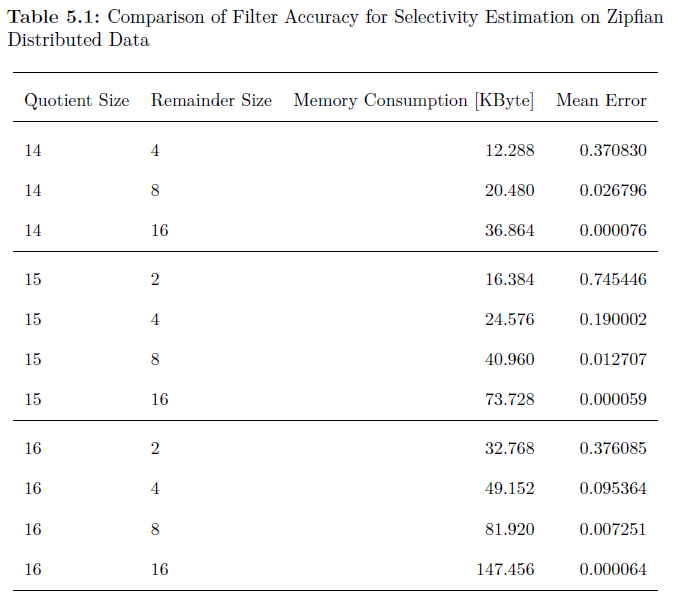 Table 5.1: Comparison of Filter Accuracy for Selectivity Estimation on Zipfian
Distributed Data
Quotient Size Remainder Size Memory Consumption [KByte] Mean Error
14 4 12.288 0.370830
14 8 20.480 0.026796
14 16 36.864 0.000076
15 2 16.384 0.745446
15 4 24.576 0.190002
15 8 40.960 0.012707
15 16 73.728 0.000059
16 2 32.768 0.376085
16 4 49.152 0.095364
16 8 81.920 0.007251
16 16 147.456 0.000064